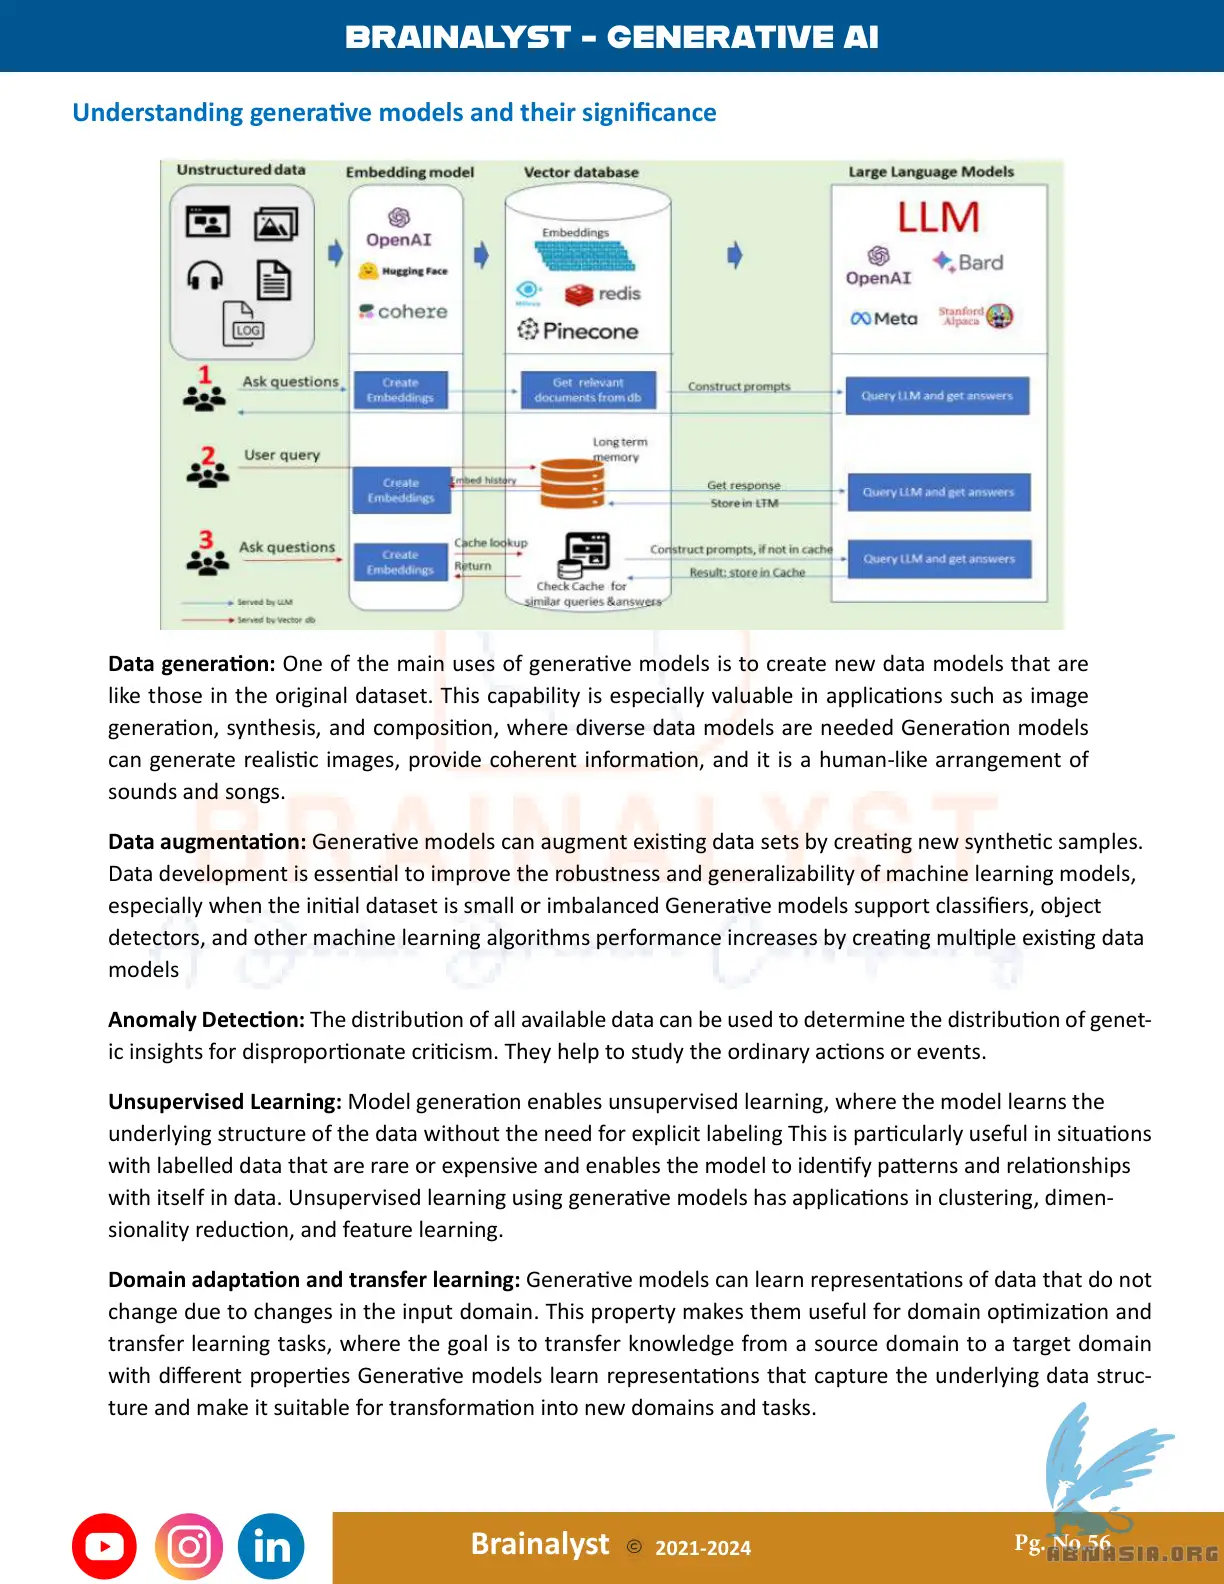 BRAINALYST - GENERATIVE AI
Understanding generative models and their significance
Unstructured data
Embedding model
Vector database
Large Language Models
LOG
OpenAI
Hugging Face
cohere
Embeddings
redis
Pinecone
LLM
OpenAI
Bard
Meta
Stanford
Alpaca
1
Ask questions
Create
Embeddings
Get relevant
documents from db
Construct prompts
Query LLM and get answers
2
User query
Create
Embeddings
Embed history
Long term
memory
Get response
Store in LTM
Query LLM and get answers
3
Ask questions
Create
Embeddings
Cache lookup
Return
Check Cache for
similar queries &answers
Construct prompts, if not in cache
Result: store in Cache
Query LLM and get answers
Served by LLM
Served by Vector db
Data generation: One of the main uses of generative models is to create new data models that are
like those in the original dataset. This capability is especially valuable in applications such as image
generation, synthesis, and composition, where diverse data models are needed Generation models
can generate realistic images, provide coherent information, and it is a human-like arrangement of
sounds and songs.
Data augmentation: Generative models can augment existing data sets by creating new synthetic samples.
Data development is essential to improve the robustness and generalizability of machine learning models,
especially when the initial dataset is small or imbalanced Generative models support classifiers, object
detectors, and other machine learning algorithms performance increases by creating multiple existing data
models
Anomaly Detection: The distribution of all available data can be used to determine the distribution of genet-
ic insights for disproportionate criticism. They help to study the ordinary actions or events.
Unsupervised Learning: Model generation enables unsupervised learning, where the model learns the
underlying structure of the data without the need for explicit labeling This is particularly useful in situations
with labelled data that are rare or expensive and enables the model to identify patterns and relationships
with itself in data. Unsupervised learning using generative models has applications in clustering, dimen-
sionality reduction, and feature learning.
Domain adaptation and transfer learning: Generative models can learn representations of data that do not
change due to changes in the input domain. This property makes them useful for domain optimization and
transfer learning tasks, where the goal is to transfer knowledge from a source domain to a target domain
with different properties Generative models learn representations that capture the underlying data struc-
ture and make it suitable for transformation into new domains and tasks.
BRAINALYST
A Data Driven Company
in
Brainalyst © 2021-2024
Pg. No 56
ABMASIA.ORG